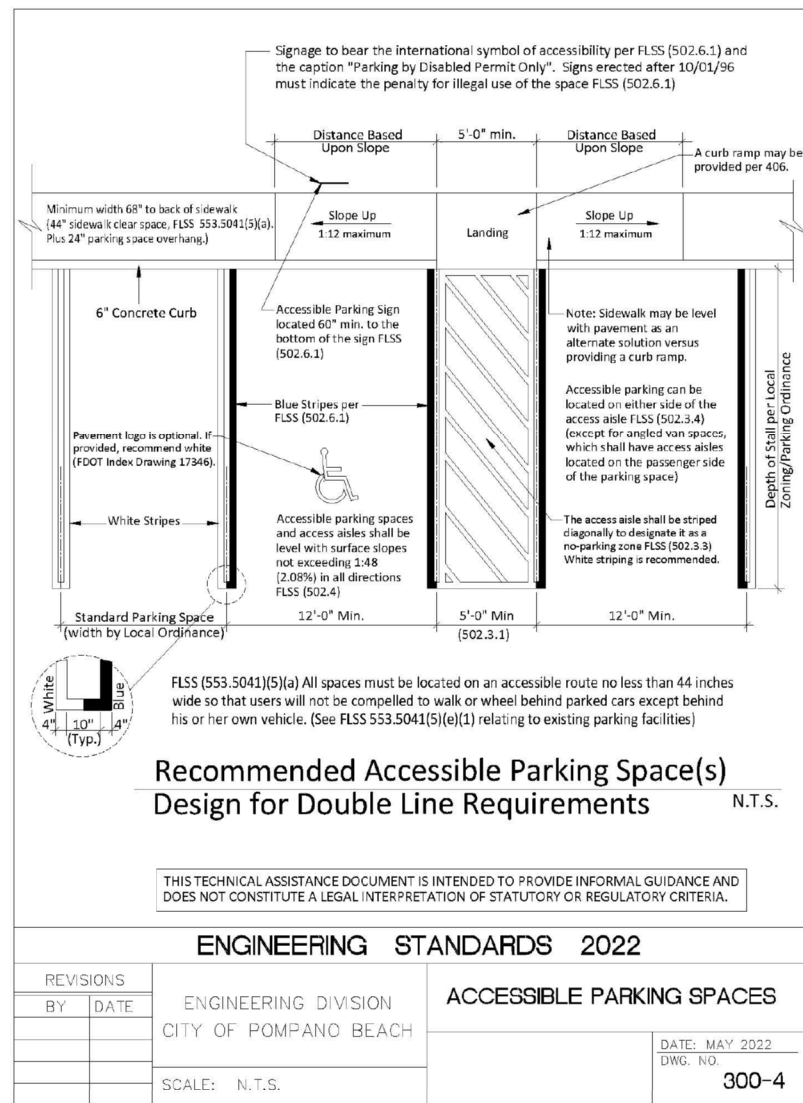 Signage to bear the international symbol of accessibility per FLSS (502.6.1) and
the caption "Parking by Disabled Permit Only". Signs erected after 10/01/96
must indicate the penalty for illegal use of the space FLSS (502.6.1)
Distance Based
Upon Slope
5'-0" min.
Distance Based
Upon Slope
A curb ramp may be
provided per 406.
Minimum width 68" to back of sidewalk
(44" sidewalk clear space, FLSS 553.5041(5)(a).
Plus 24" parking space overhang.)
Slope Up
1:12 maximum
Landing
Slope Up
1:12 maximum
6" Concrete Curb
Accessible Parking Sign
located 60" min. to the
bottom of the sign FLSS
(502.6.1)
Note: Sidewalk may be level
with pavement as an
alternate solution versus
providing a curb ramp.
Blue Stripes per
FLSS (502.6.1)
Accessible parking can be
located on either side of the
access aisle FLSS (502.3.4)
(except for angled van spaces,
which shall have access aisles
located on the passenger side
of the parking space)
Depth of Stall per Local
Zoning/Parking Ordinance
Pavement logo is optional. If
provided, recommend white
(FDOT Index Drawing 17346).
White Stripes
Accessible parking spaces
and access aisles shall be
level with surface slopes
not exceeding 1:48
(2.08%) in all directions
FLSS (502.4)
The access aisle shall be striped
diagonally to designate it as a
no-parking zone FLSS (502.3.3)
White striping is recommended.
Standard Parking Space
(width by Local Ordinance)
12'-0" Min.
5'-0" Min
(502.3.1)
12'-0" Min.
White
Blue
4" 10" 4"
(Typ.)
FLSS (553.5041)(5)(a) All spaces must be located on an accessible route no less than 44 inches
wide so that users will not be compelled to walk or wheel behind parked cars except behind
his or her own vehicle. (See FLSS 553.5041(5)(e)(1) relating to existing parking facilities)
Recommended Accessible Parking Space(s)
Design for Double Line Requirements
N.T.S.
THIS TECHNICAL ASSISTANCE DOCUMENT IS INTENDED TO PROVIDE INFORMAL GUIDANCE AND
DOES NOT CONSTITUTE A LEGAL INTERPRETATION OF STATUTORY OR REGULATORY CRITERIA.
ENGINEERING STANDARDS 2022
REVISIONS
BY DATE
ENGINEERING DIVISION
CITY OF POMPANO BEACH
SCALE: N.T.S.
ACCESSIBLE PARKING SPACES
DATE: MAY 2022
DWG. NO.
300-4